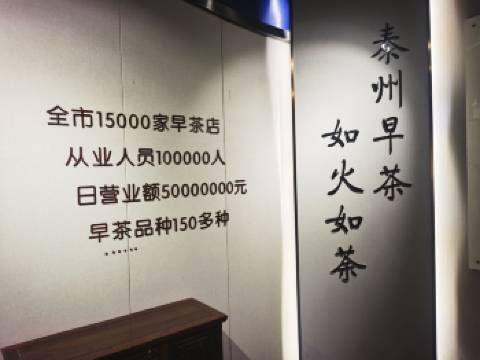 全市15000家早茶店
从业人员100000人
日营业额50000000元
早茶品种150多种
······
泰州早茶
如火如荼